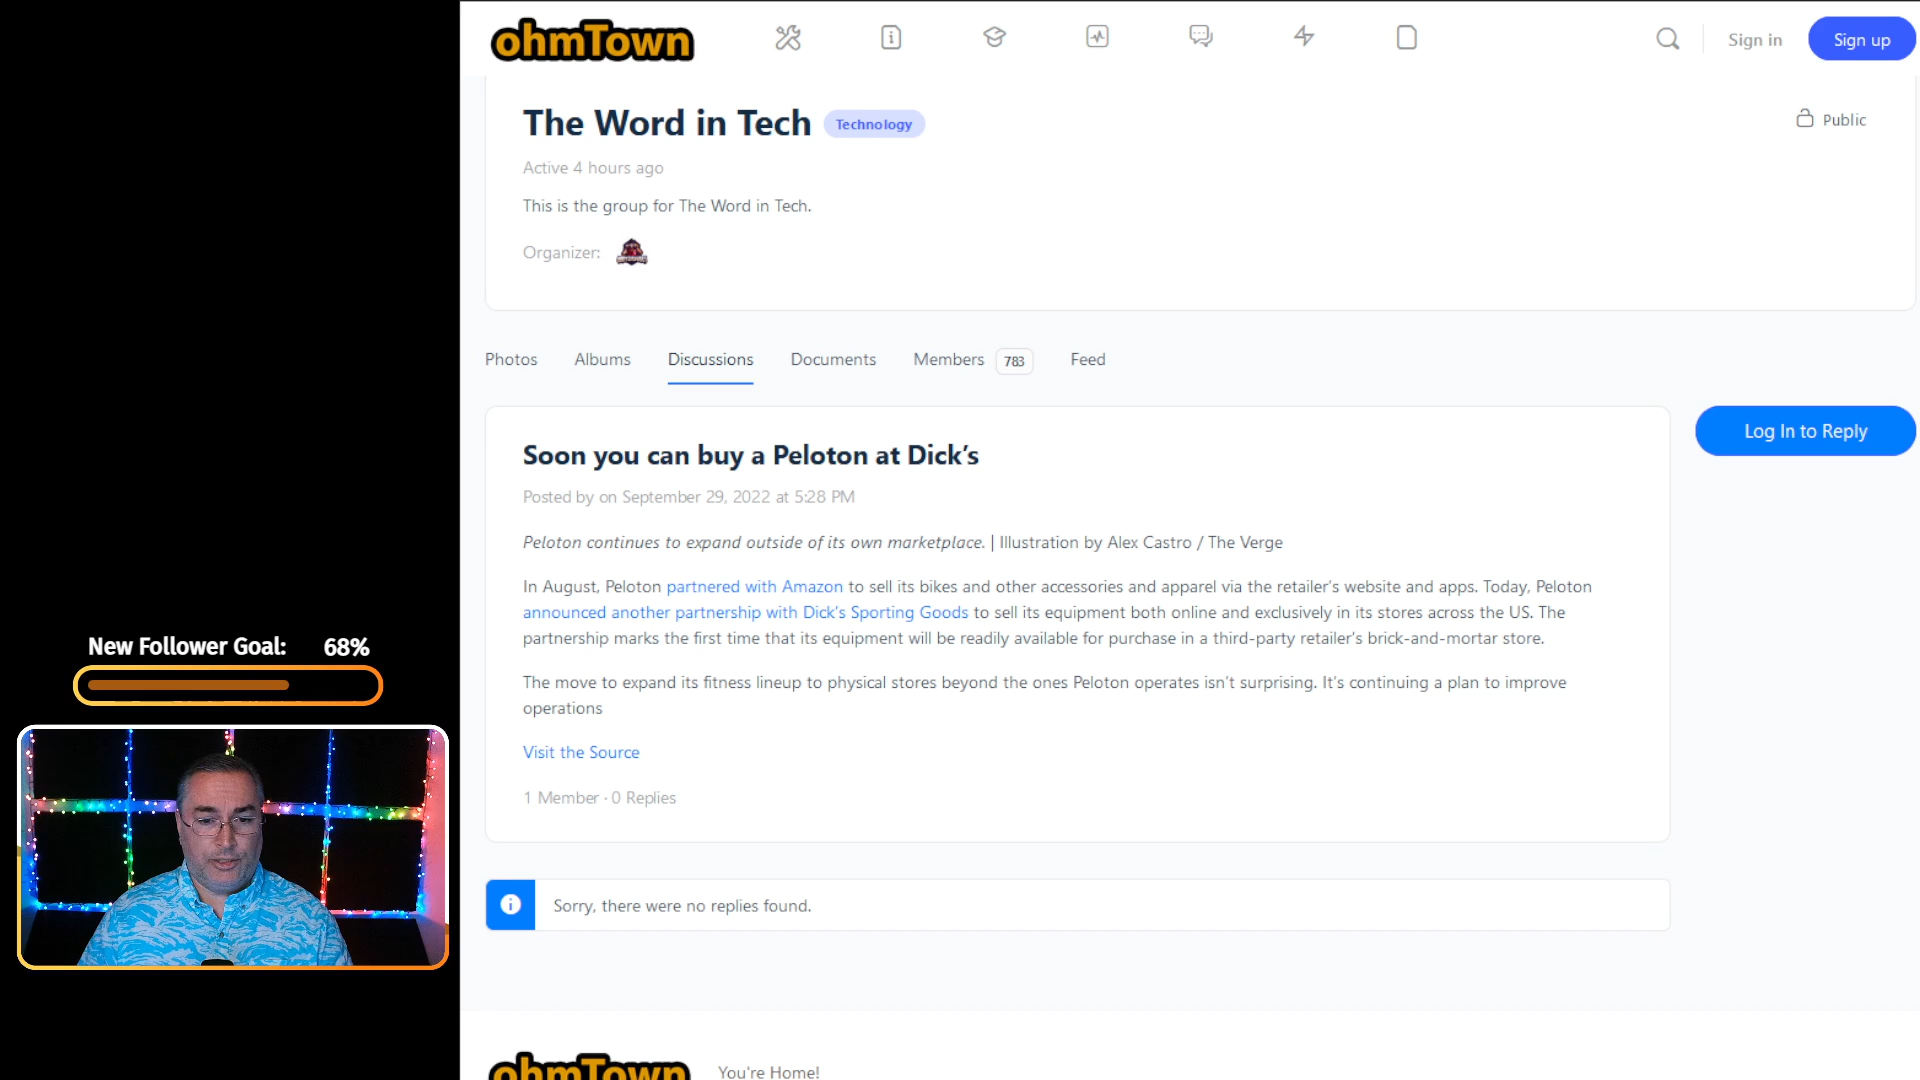 ohmTown
Sign in
Sign up
The Word in Tech
Technology
Public
Active 4 hours ago
This is the group for The Word in Tech.
Organizer:
Photos
Albums
Discussions
Documents
Members 783
Feed
Soon you can buy a Peloton at Dick’s
Log In to Reply
Posted by on September 29, 2022 at 5:28 PM
Peloton continues to expand outside of its own marketplace. | Illustration by Alex Castro / The Verge
In August, Peloton partnered with Amazon to sell its bikes and other accessories and apparel via the retailer’s website and apps. Today, Peloton
announced another partnership with Dick’s Sporting Goods to sell its equipment both online and exclusively in its stores across the US. The
partnership marks the first time that its equipment will be readily available for purchase in a third-party retailer’s brick-and-mortar store.
The move to expand its fitness lineup to physical stores beyond the ones Peloton operates isn’t surprising. It’s continuing a plan to improve
operations
Visit the Source
1 Member · 0 Replies
Sorry, there were no replies found.
New Follower Goal: 68%
ohmTown
You're Home!